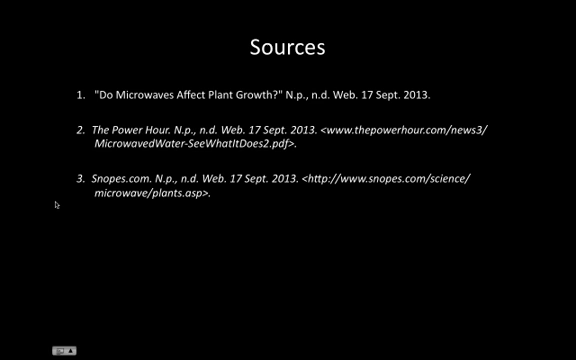 Sources
1. "Do Microwaves Affect Plant Growth?" N.p., n.d. Web. 17 Sept. 2013.
2. The Power Hour. N.p., n.d. Web. 17 Sept. 2013. <www.thepowerhour.com/news3/
MicrowavedWater-SeeWhatItDoes2.pdf>.
3. Snopes.com. N.p., n.d. Web. 17 Sept. 2013. <http://www.snopes.com/science/
microwave/plants.asp>.